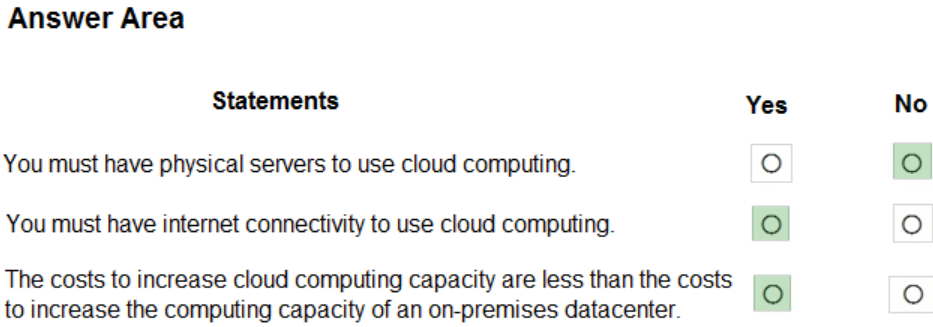 Answer Area
Statements Yes No
You must have physical servers to use cloud computing.
You must have internet connectivity to use cloud computing.
The costs to increase cloud computing capacity are less than the costs
to increase the computing capacity of an on-premises datacenter.